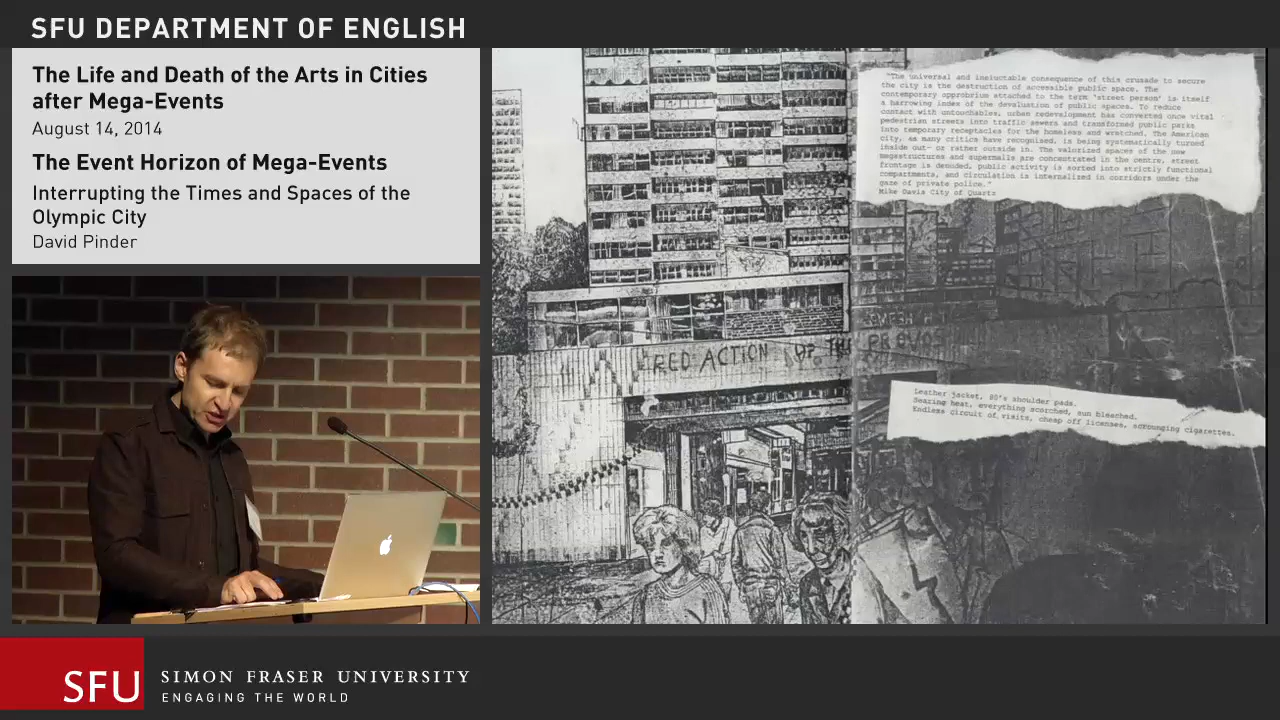 SFU DEPARTMENT OF ENGLISH
The Life and Death of the Arts in Cities
after Mega-Events
August 14, 2014
The Event Horizon of Mega-Events
Interrupting the Times and Spaces of the
Olympic City
David Pinder
"The universal and ineluctable consequence of this crusade to secure
the city is the destruction of accessible public space. The
contemporary opprobrium attached to the term 'street person' is itself
a harrowing index of the devaluation of public spaces. To reduce
contact with untouchables, urban redevelopment has converted once vital
pedestrian streets into traffic sewers and transformed public parks
into temporary receptacles for the homeless and wretched. The American
city, as many critics have recognised, is being systematically turned
inside out- or rather outside in. The valorized spaces of the new
megastructures and supermalls are concentrated in the centre, street
frontage is denuded, public activity is sorted into strictly functional
compartments, and circulation is internalized in corridors under the
gaze of private police."
Mike Davis City of Quartz
RED ACTION OF THE PROVOS
Leather jacket, 80's shoulder pads.
Searing heat, everything scorched, sun bleached.
Endless circuit of visits, cheap off licenses, scrounging cigarettes.
SFU
SIMON FRASER UNIVERSITY
ENGAGING THE WORLD